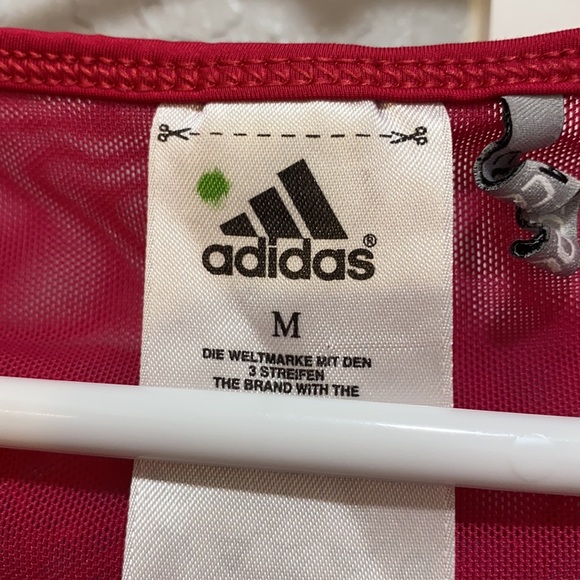 adidas®
M
DIE WELTMARKE MIT DEN
3 STREIFEN
THE BRAND WITH THE